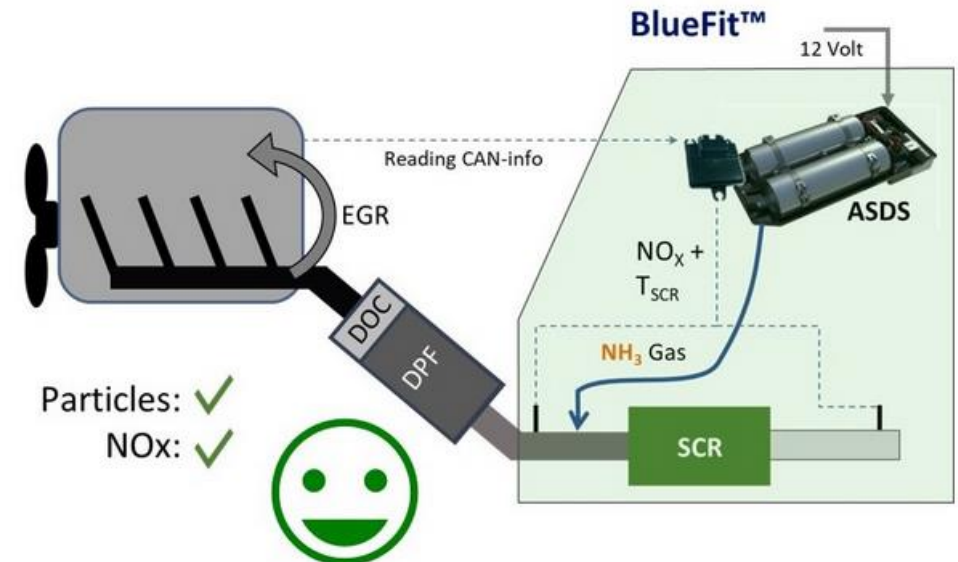 BlueFit™
12 Volt
Reading CAN-info
EGR
ASDS
NOX +
TSCR
DOC
DPF
NH3 Gas
Particles: ✓
NOx: ✓
SCR